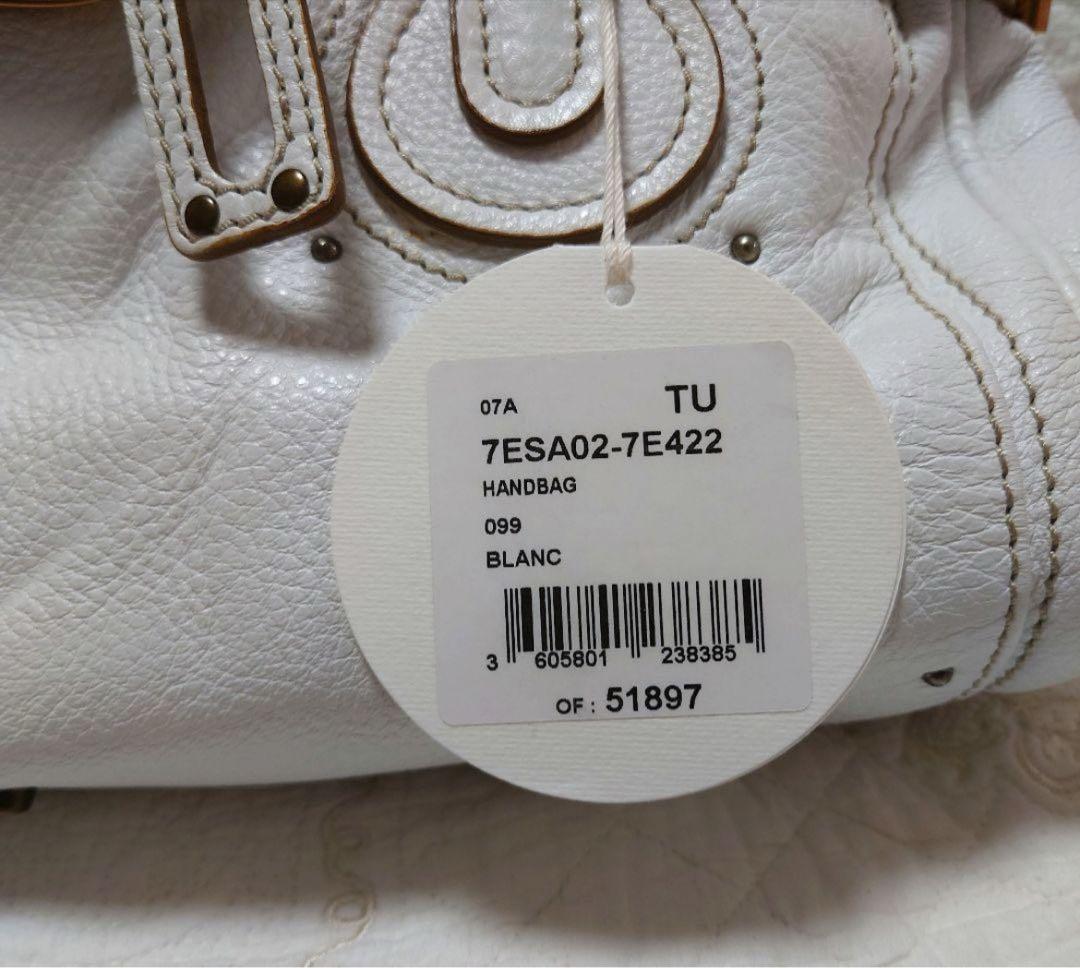 07A TU
7ESA02-7E422
HANDBAG
099
BLANC
3 605801 238385
OF : 51897